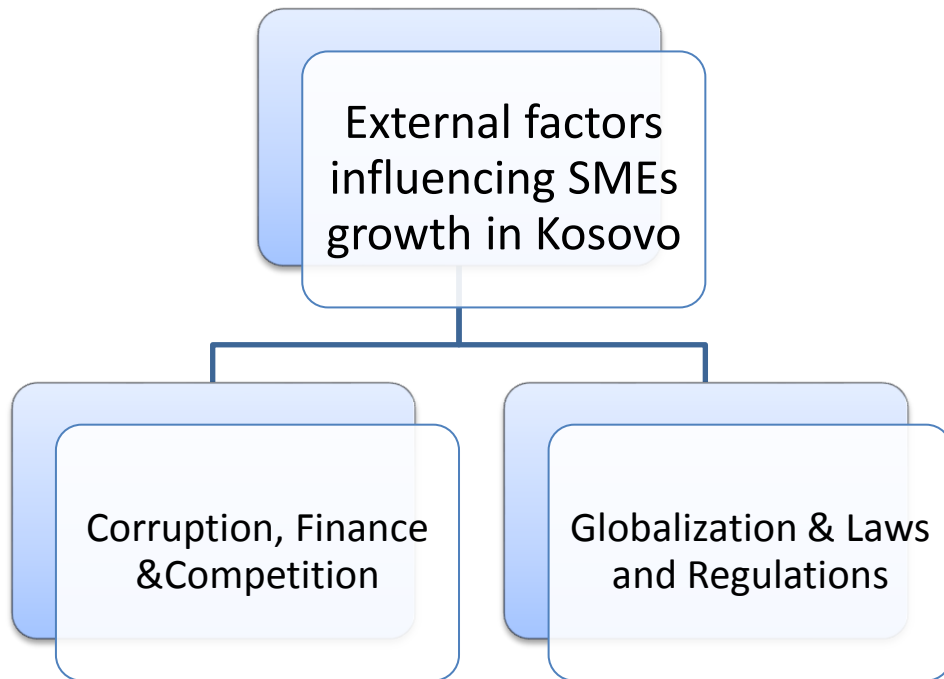 External factors
influencing SMEs
growth in Kosovo
Corruption, Finance
&Competition
Globalization & Laws
and Regulations